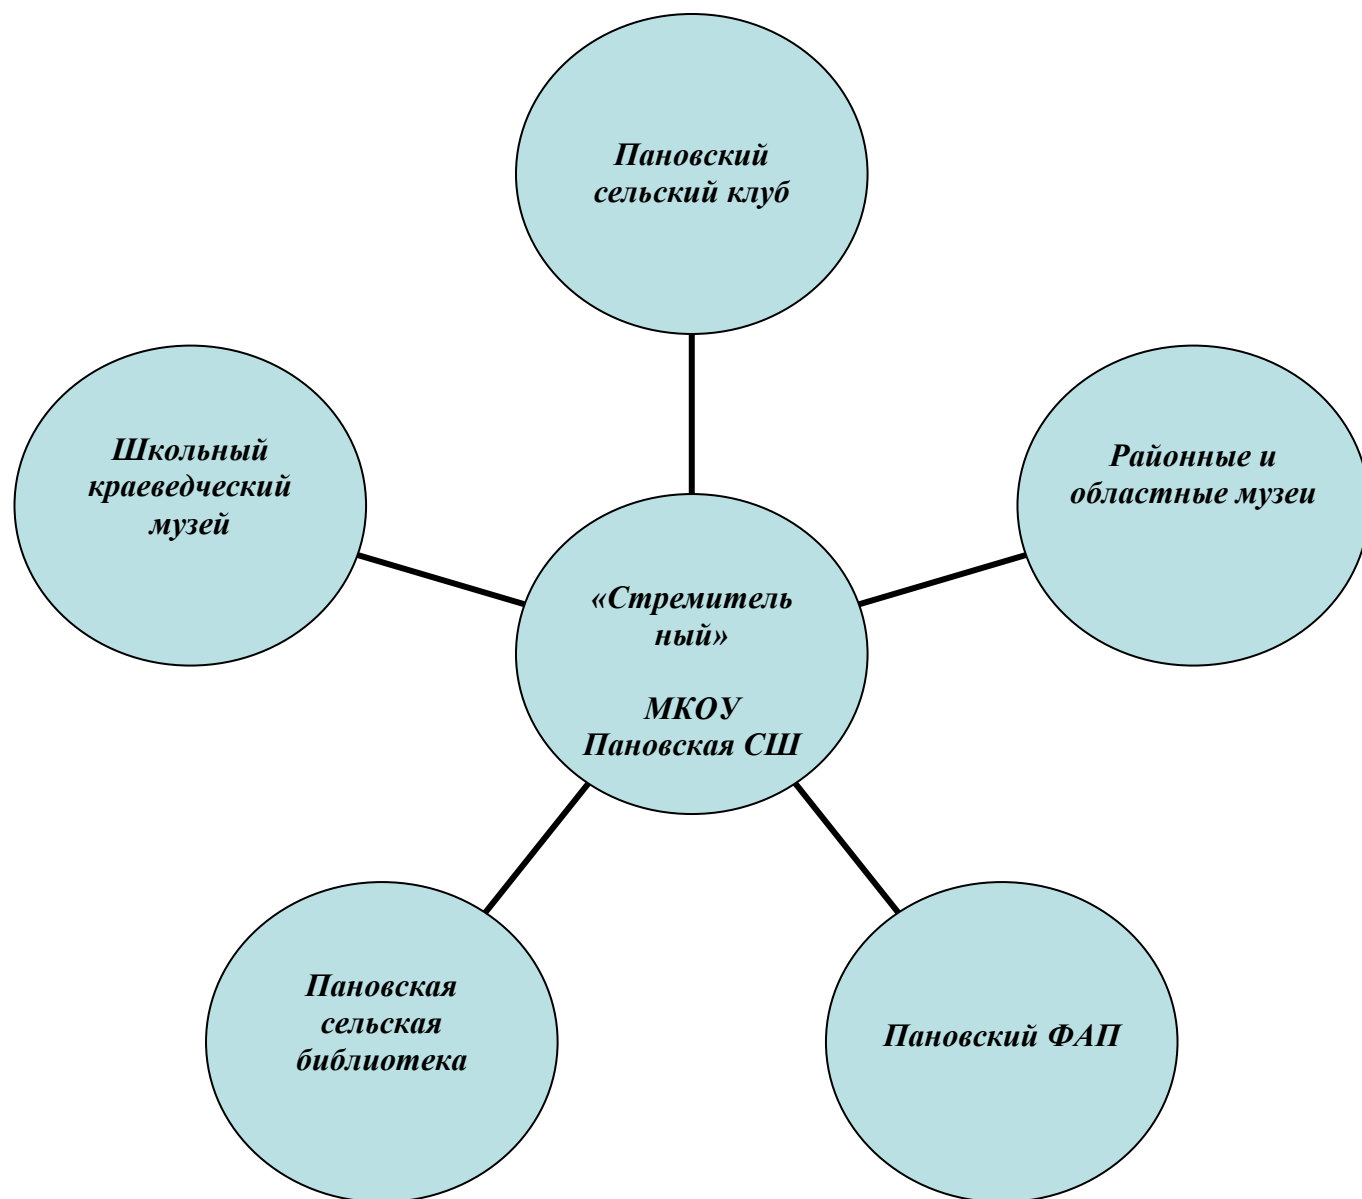 Пановский
сельский клуб
Школьный
краеведческий
музей
Районные и
областные музеи
«Стремитель
ный»
МКОУ
Пановская СШ
Пановская
сельская
библиотека
Пановский ФАП